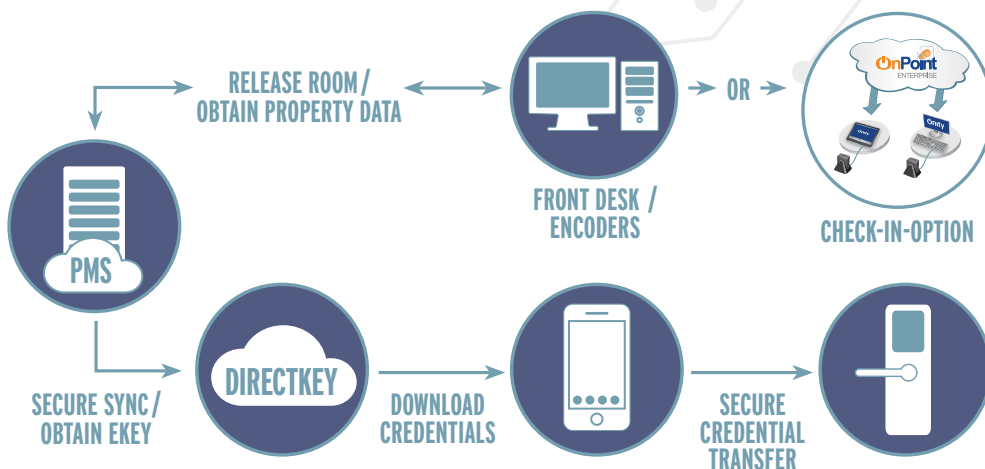 RELEASE ROOM /
OBTAIN PROPERTY DATA
OR
OnPoint
ENTERPRISE
Onity
Onity
FRONT DESK /
ENCODERS
CHECK-IN-OPTION
PMS
DIRECTKEY
SECURE SYNC /
OBTAIN EKEY
DOWNLOAD
CREDENTIALS
SECURE
CREDENTIAL
TRANSFER